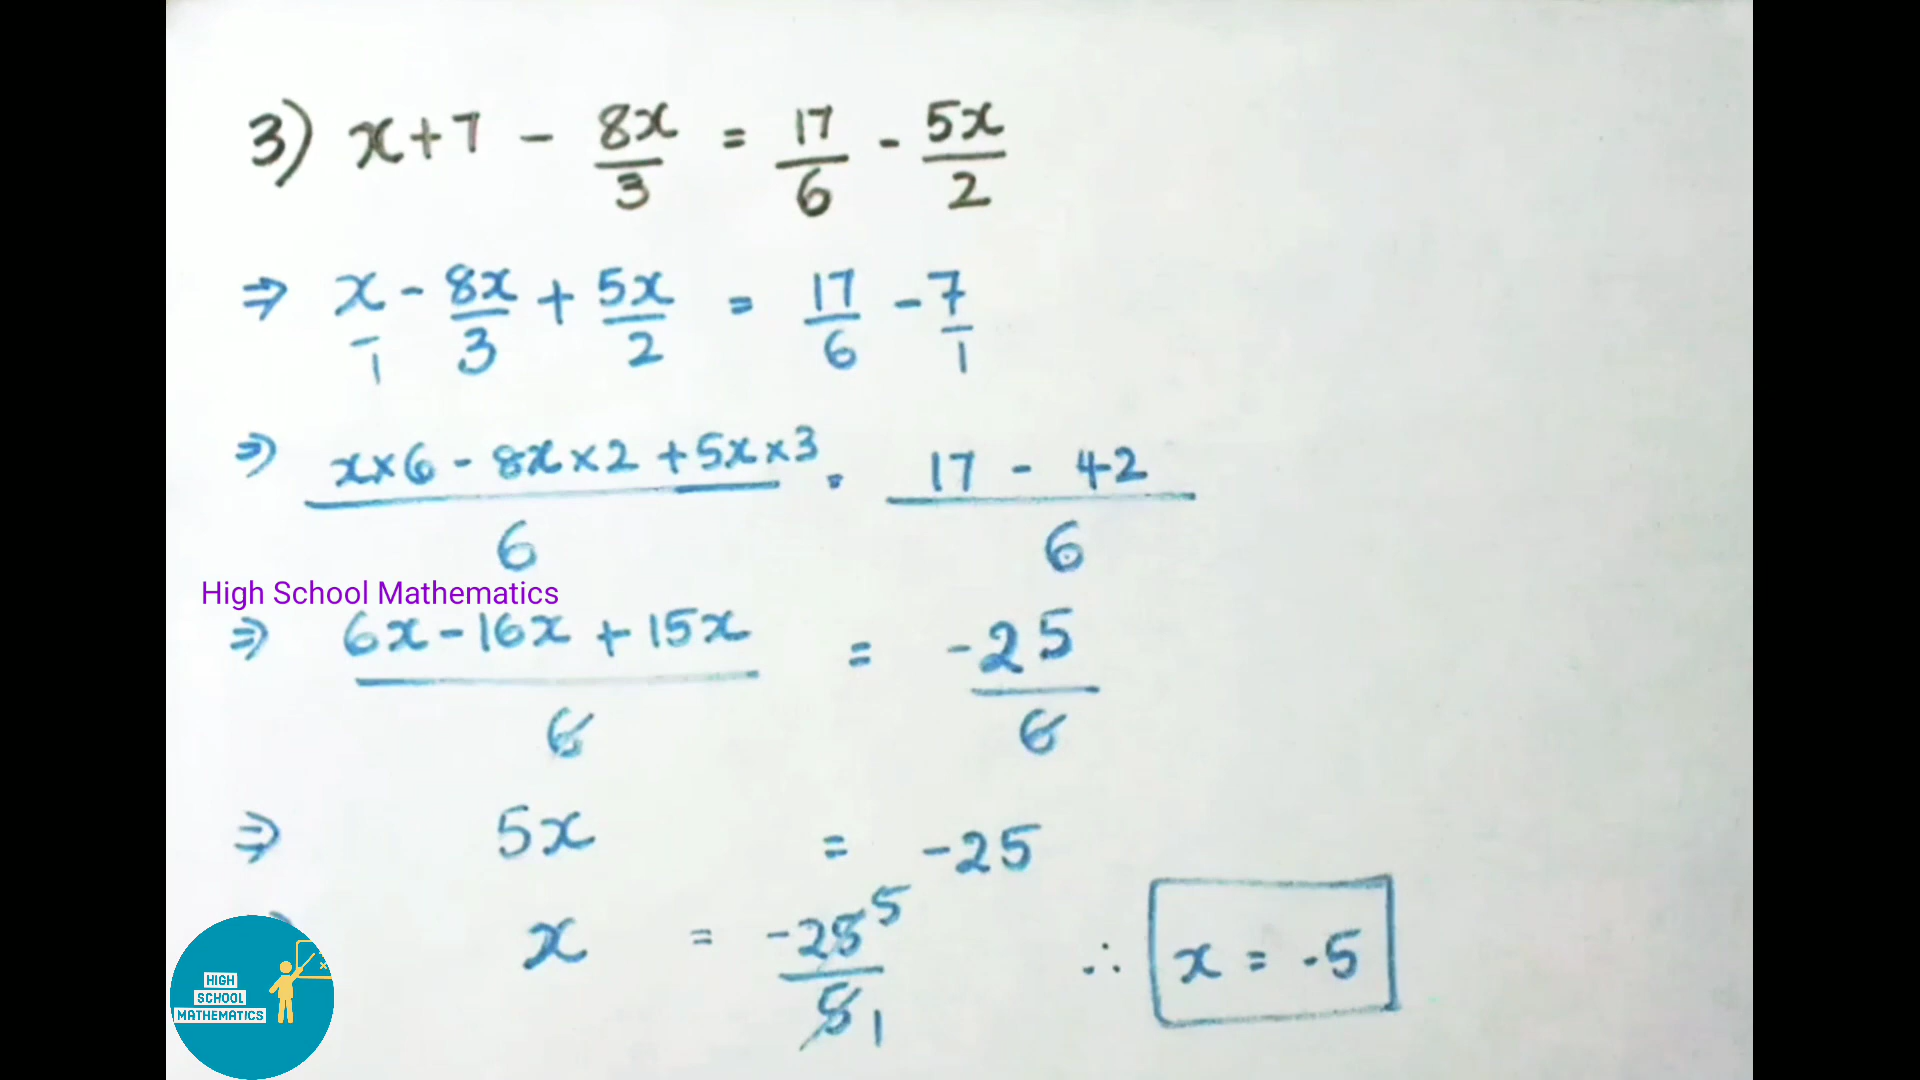 3) x+7 - 8x/3 = 17/6 - 5x/2
⇒ x/1 - 8x/3 + 5x/2 = 17/6 - 7/1
⇒ (x×6 - 8x×2 + 5x×3)/6 = (17 - 42)/6
High School Mathematics
⇒ (6x - 16x + 15x)/6 = -25/6
⇒ 5x = -25
x = -25/5 5 1 ∴ x = -5
HIGH
SCHOOL
MATHEMATICS